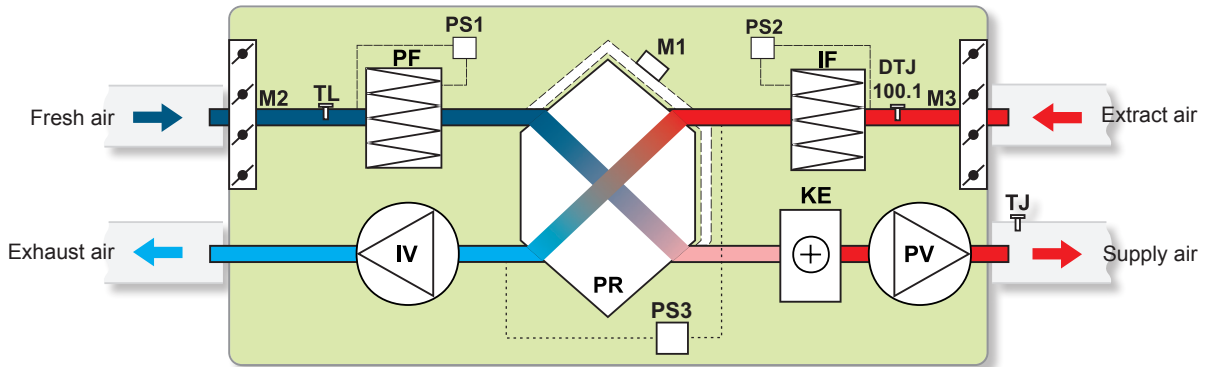 PS1
PS2
M1
PF
IF
DTJ
100.1
M2
TL
M3
Fresh air
Extract air
KE
TJ
Exhaust air
IV
PV
Supply air
PR
PS3